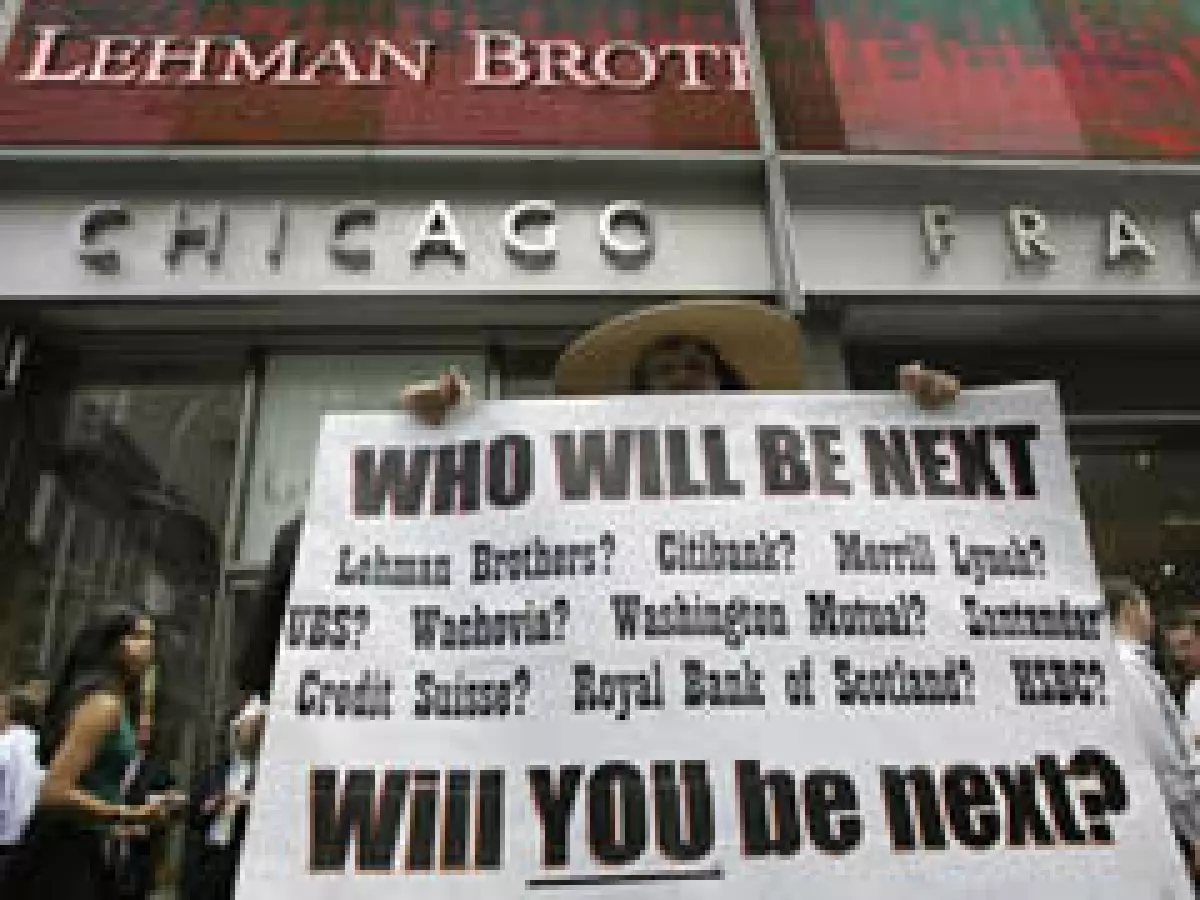 LEHMAN BROTH
CHICAGO FRA
WHO WILL BE NEXT
Lehman Brothers? Citibank? Merrill Lynch?
UBS? Wachovia? Washington Mutual? Santander
Credit Suisse? Royal Bank of Scotland? HSBC?
Will YOU be next?